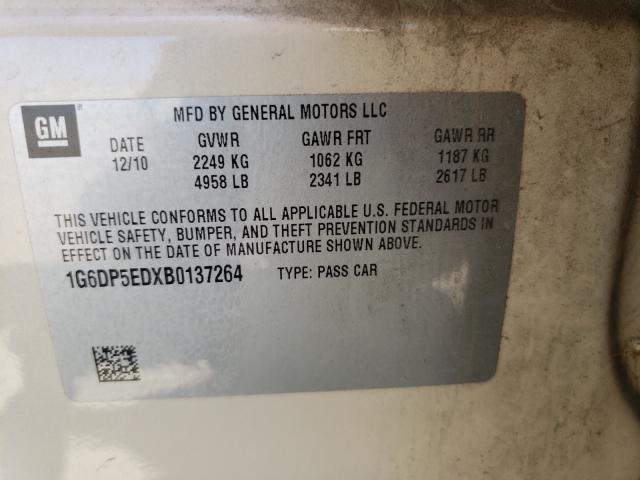 GM
MFD BY GENERAL MOTORS LLC
DATE GVWR GAWR FRT GAWR RR
12/10 2249 KG 1062 KG 1187 KG
4958 LB 2341 LB 2617 LB
THIS VEHICLE CONFORMS TO ALL APPLICABLE U.S. FEDERAL MOTOR
VEHICLE SAFETY, BUMPER, AND THEFT PREVENTION STANDARDS IN
EFFECT ON THE DATE OF MANUFACTURE SHOWN ABOVE.
1G6DP5EDXB0137264 TYPE: PASS CAR